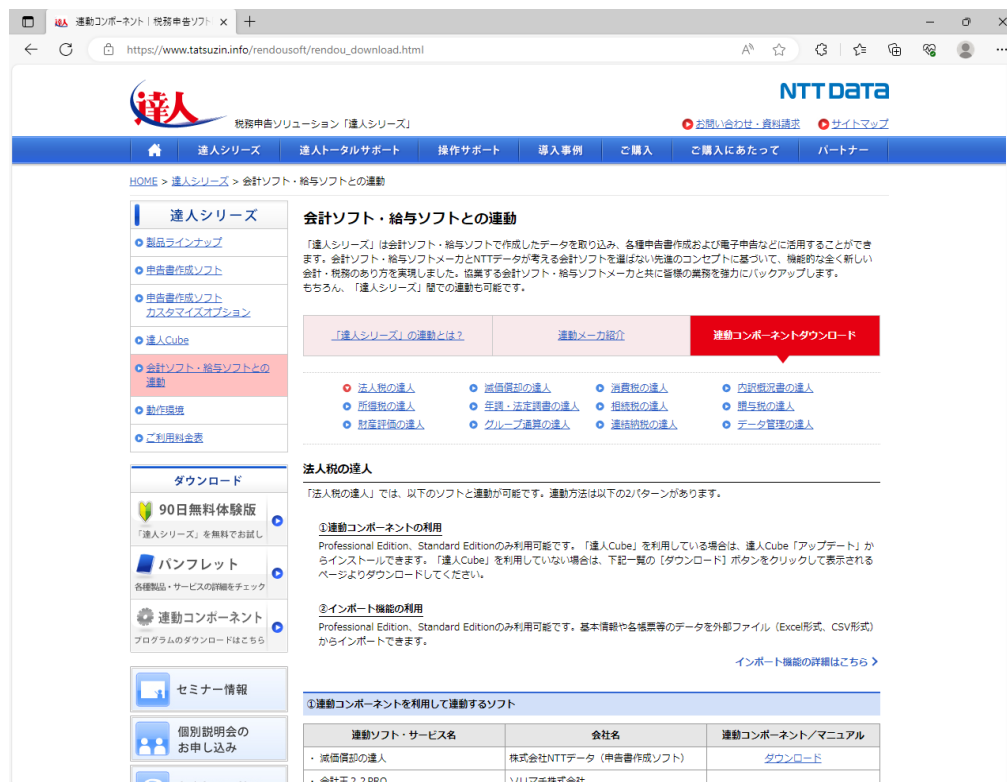 連動コンポーネント｜税務申告ソフト
https://www.tatsuzin.info/rendousoft/rendou_download.html
達人
税務申告ソリューション「達人シリーズ」
NTT DATA
お問い合わせ・資料請求 サイトマップ
達人シリーズ 達人トータルサポート 操作サポート 導入事例 ご購入 ご購入にあたって パートナー
HOME > 達人シリーズ > 会計ソフト・給与ソフトとの連動
達人シリーズ
製品ラインナップ
申告書作成ソフト
申告書作成ソフト
カスタマイズオプション
達人Cube
会計ソフト・給与ソフトとの
連動
動作環境
ご利用料金表
ダウンロード
90日無料体験版
「達人シリーズ」を無料でお試し
パンフレット
各種製品・サービスの詳細をチェック
連動コンポーネント
プログラムのダウンロードはこちら
セミナー情報
個別説明会の
お申し込み
会計ソフト・給与ソフトとの連動
「達人シリーズ」は会計ソフト・給与ソフトで作成したデータを取り込み、各種申告書作成および電子申告などに活用することができ
ます。会計ソフト・給与ソフトメーカとNTTデータが考える会計ソフトを選ばない先進のコンセプトに基づいて、機能的な全く新しい
会計・税務のあり方を実現しました。協業する会計ソフト・給与ソフトメーカと共に皆様の業務を強力にバックアップします。
もちろん、「達人シリーズ」間での連動も可能です。
「達人シリーズ」の連動とは？ 連動メーカ紹介 連動コンポーネントダウンロード
法人税の達人 減価償却の達人 消費税の達人 内訳概況書の達人
所得税の達人 年調・法定調書の達人 相続税の達人 贈与税の達人
財産評価の達人 グループ通算の達人 連結納税の達人 データ管理の達人
法人税の達人
「法人税の達人」では、以下のソフトと連動が可能です。連動方法は以下の2パターンがあります。
①連動コンポーネントの利用
Professional Edition、Standard Editionのみ利用可能です。「達人Cube」を利用している場合は、達人Cube「アップデート」か
らインストールできます。「達人Cube」を利用していない場合は、下記一覧の［ダウンロード］ボタンをクリックして表示される
ページよりダウンロードしてください。
②インポート機能の利用
Professional Edition、Standard Editionのみ利用可能です。基本情報や各帳票等のデータを外部ファイル（Excel形式、CSV形式）
からインポートできます。
インポート機能の詳細はこちら
①連動コンポーネントを利用して連動するソフト
連動ソフト・サービス名 会社名 連動コンポーネント／マニュアル
・ 減価償却の達人 株式会社NTTデータ（申告書作成ソフト） ダウンロード
・ 会計王２２PRO ソリマチ株式会社